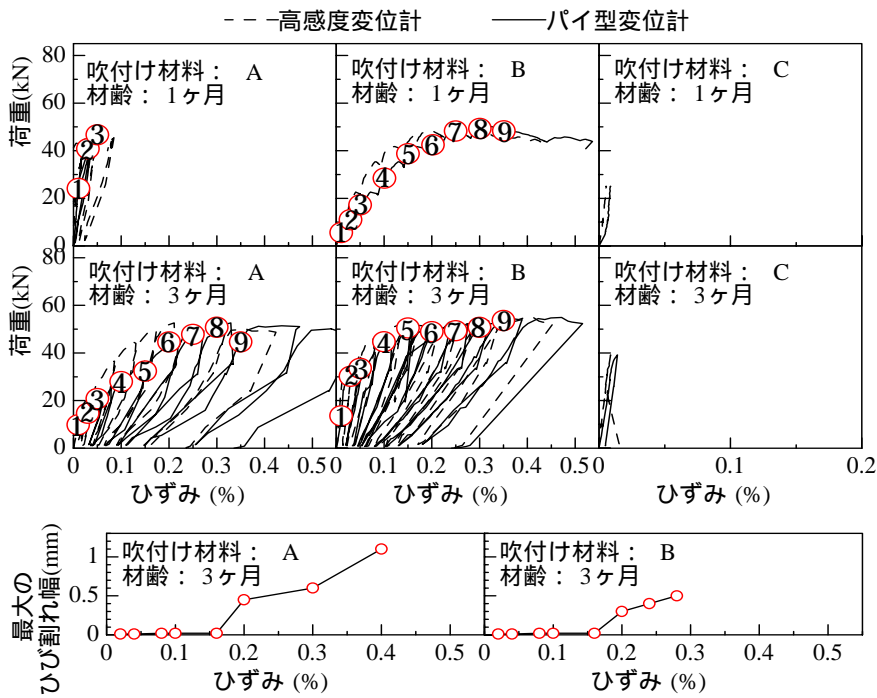 高感度変位計 パイ型変位計
80
60
40
20
0
荷重(kN)
吹付け材料： A
材齢：1ヶ月
① ② ③
吹付け材料： B
材齢：1ヶ月
① ② ③ ④ ⑤ ⑥ ⑦ ⑧ ⑨
吹付け材料： C
材齢：1ヶ月
80
60
40
20
0
荷重(kN)
吹付け材料： A
材齢：3ヶ月
① ② ③ ④ ⑤ ⑥ ⑦ ⑧ ⑨
吹付け材料： B
材齢：3ヶ月
① ② ③ ④ ⑤ ⑥ ⑦ ⑧ ⑨
吹付け材料： C
材齢：3ヶ月
0 0.1 0.2 0.3 0.4 0.5 0 0.1 0.2 0.3 0.4 0.5 0 0.1 0.2
ひずみ (%) ひずみ (%) ひずみ (%)
最大の
ひび割れ幅(mm)
1
0.5
0
吹付け材料： A
材齢：3ヶ月
吹付け材料： B
材齢：3ヶ月
0 0.1 0.2 0.3 0.4 0.5 0 0.1 0.2 0.3 0.4 0.5
ひずみ (%) ひずみ (%)